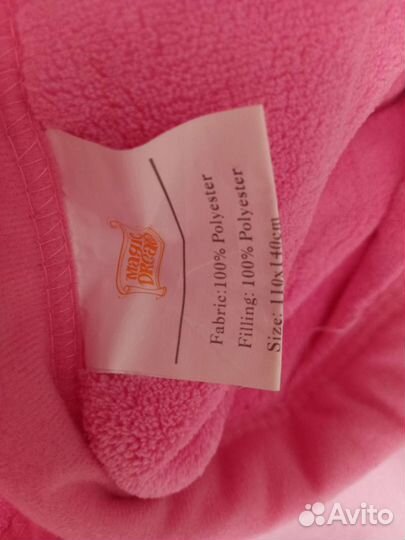 Fabric:100% Polyester
Filling: 100% Polyester
Size: 110x140cm
Avito